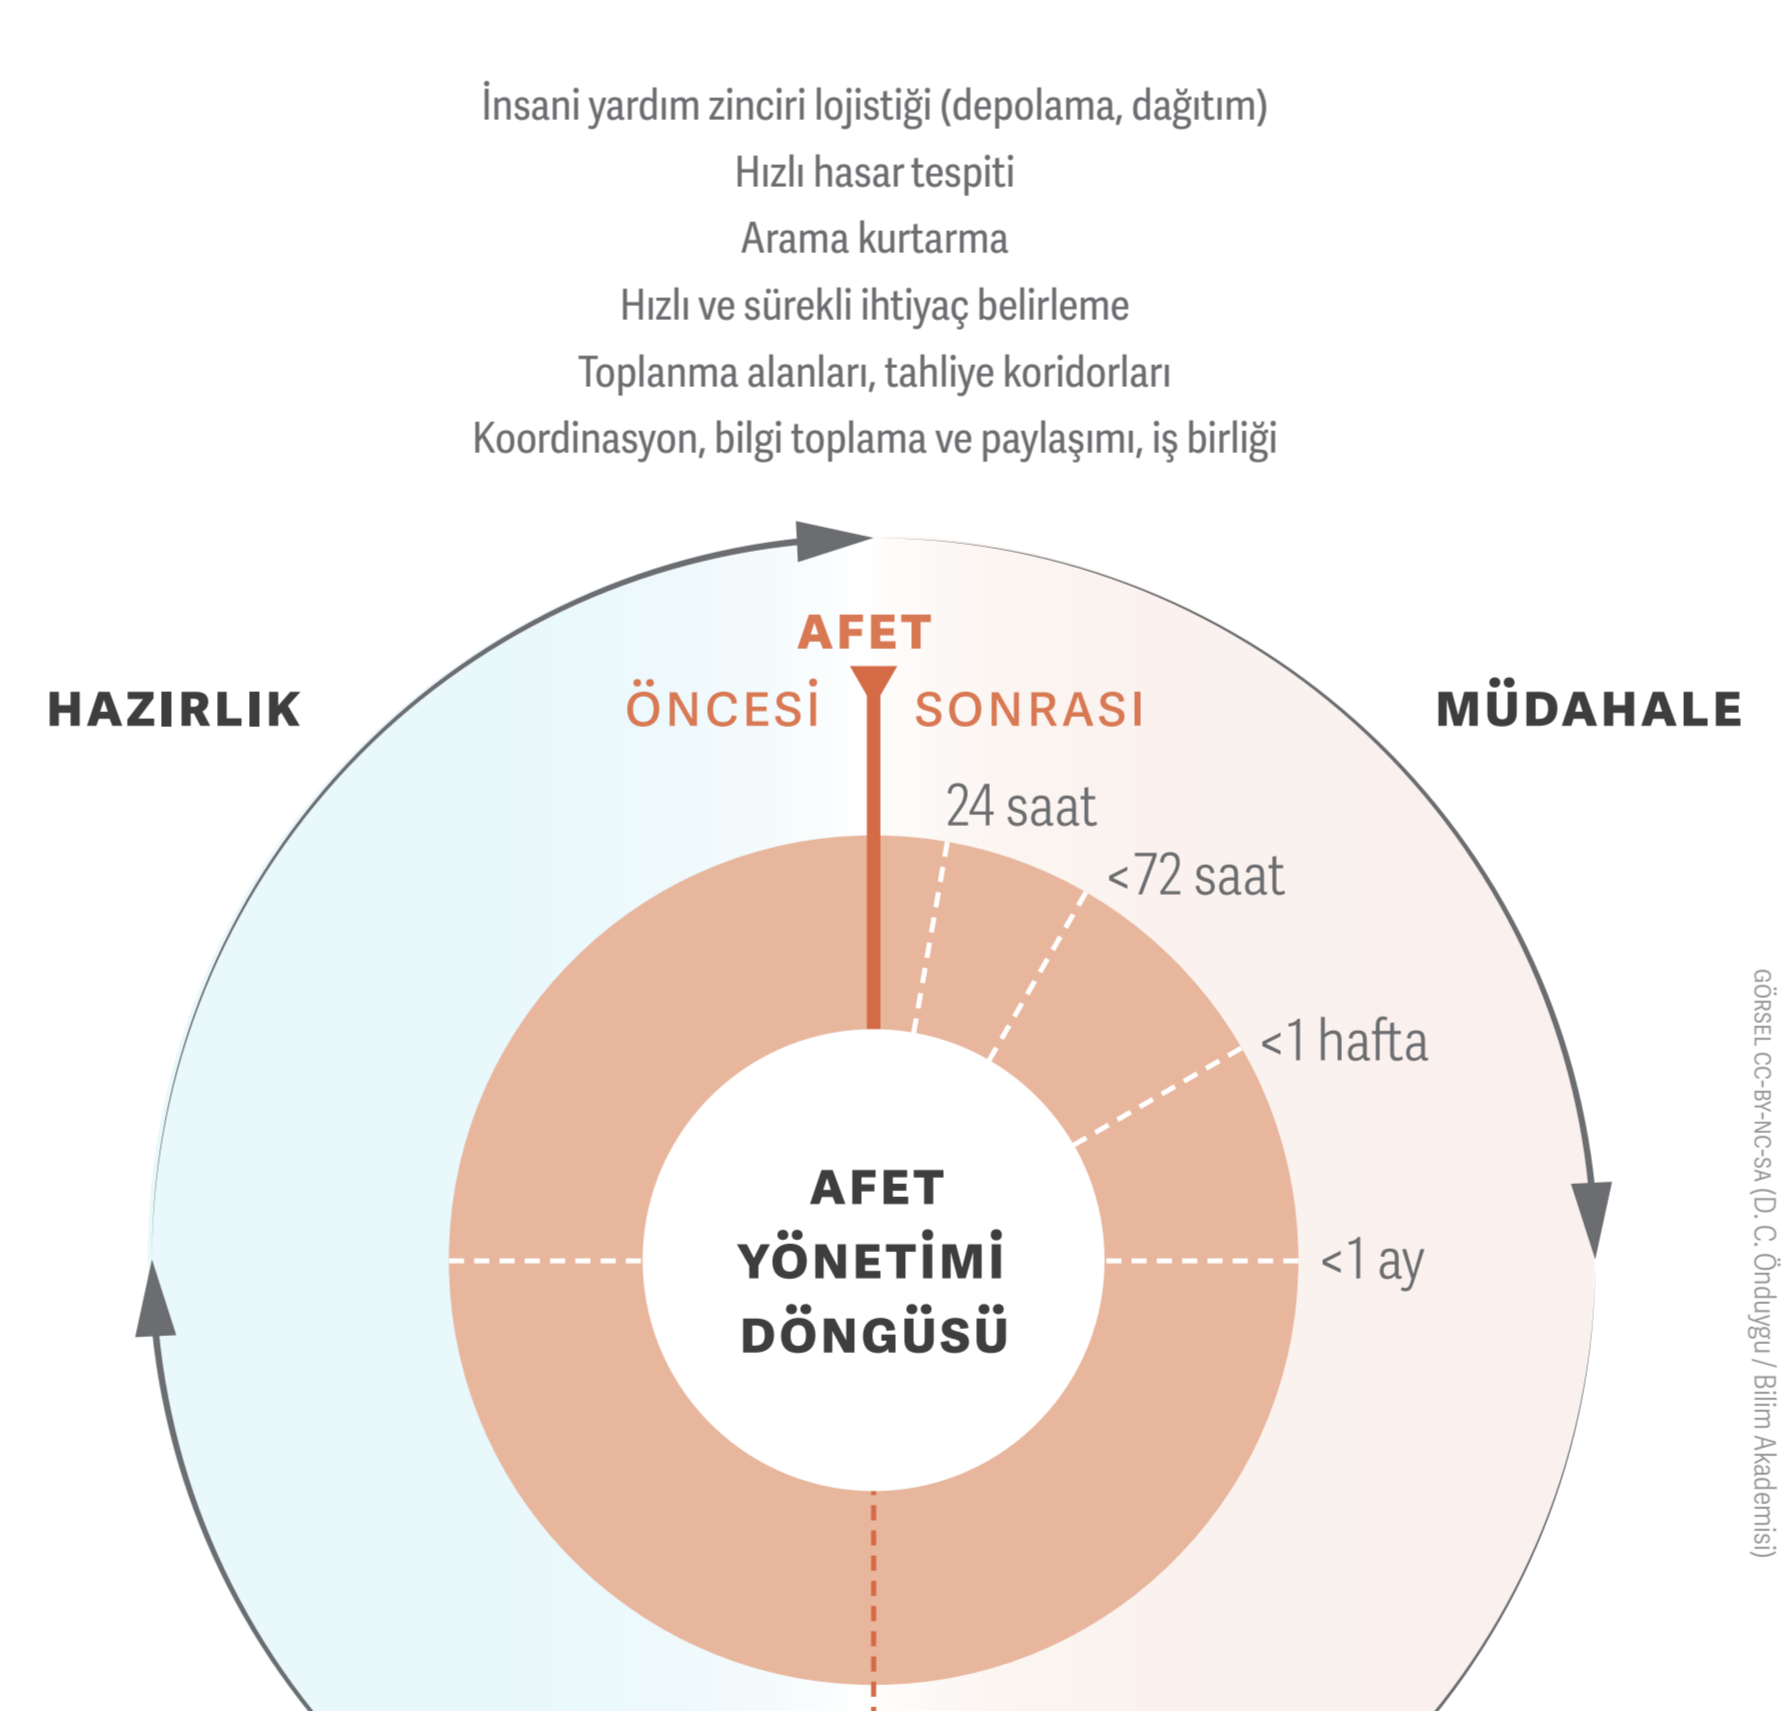 İnsani yardım zinciri lojistiği (depolama, dağıtım)
Hızlı hasar tespiti
Arama kurtarma
Hızlı ve sürekli ihtiyaç belirleme
Toplanma alanları, tahliye koridorları
Koordinasyon, bilgi toplama ve paylaşımı, iş birliği
AFET
HAZIRLIK
ÖNCESİ
SONRASI
MÜDAHALE
24 saat
<72 saat
<1 hafta
<1 ay
AFET
YÖNETİMİ
DÖNGÜSÜ
GÖRSEL CC-BY-NC-SA (D. C. Önduygu / Bilim Akademisi)